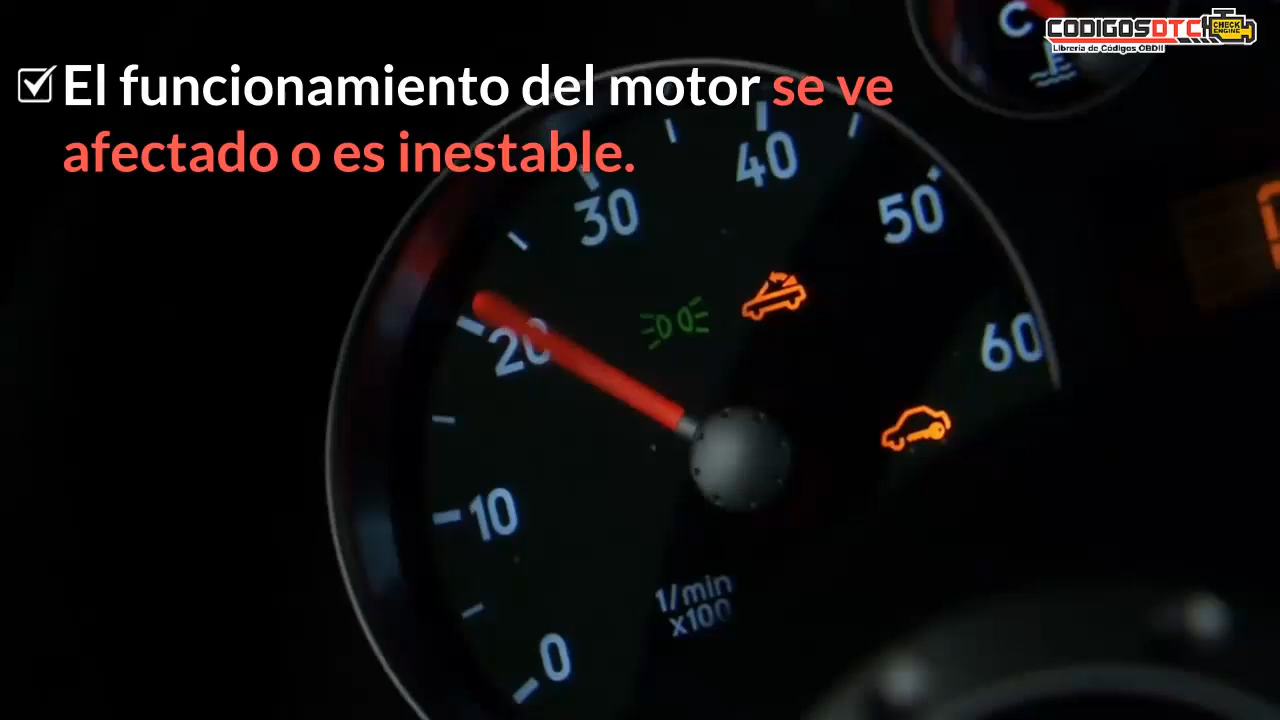 El funcionamiento del motor se ve
afectado o es inestable.
CODIGOSDTC
CHECK
ENGINE
Libreria de Códigos OBDII
C
0
10
20
30
40
50
60
1/min
x100